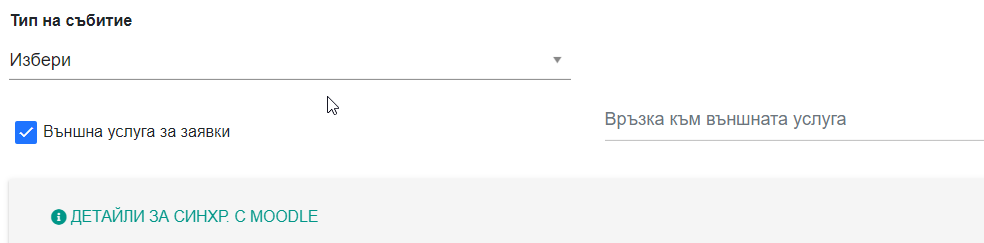 Тип на събитие
Избери
Външна услуга за заявки
Връзка към външната услуга
ДЕТАЙЛИ ЗА СИНХР. С MOODLE